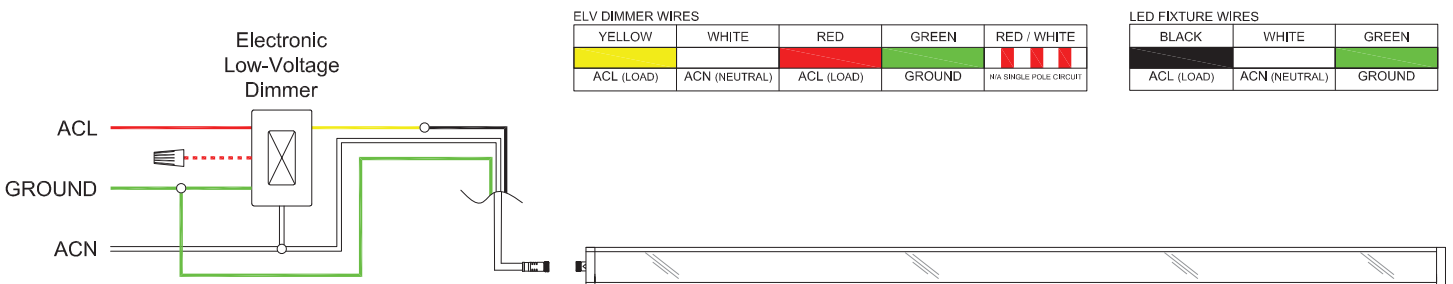 ELV DIMMER WIRES
YELLOW WHITE RED GREEN RED / WHITE
ACL (LOAD) ACN (NEUTRAL) ACL (LOAD) GROUND N/A SINGLE POLE CIRCUIT
LED FIXTURE WIRES
BLACK WHITE GREEN
ACL (LOAD) ACN (NEUTRAL) GROUND
Electronic
Low-Voltage
Dimmer
ACL
GROUND
ACN